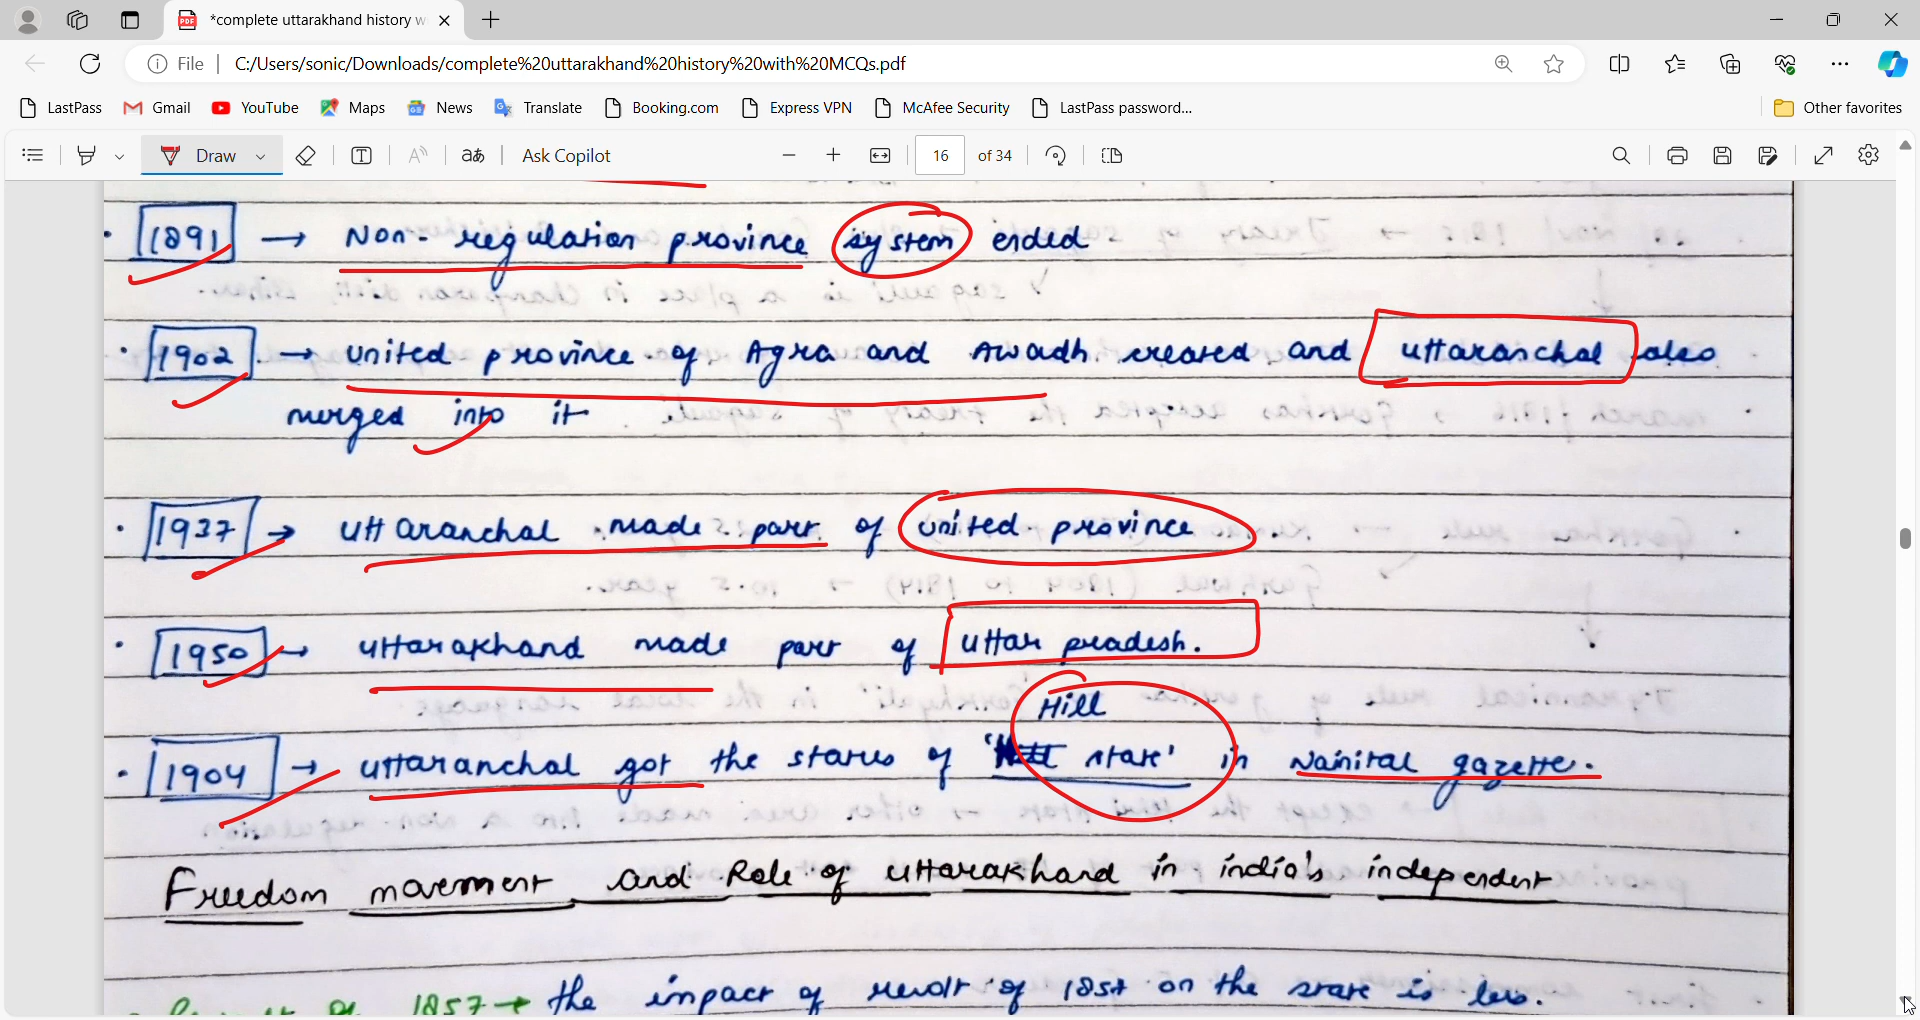 *complete uttarakhand history w
File
C:/Users/sonic/Downloads/complete%20uttarakhand%20history%20with%20MCQs.pdf
LastPass Gmail YouTube Maps News Translate Booking.com Express VPN McAfee Security LastPass password... Other favorites
Draw Ask Copilot 16 of 34
• 1891 → Non-regulation province system ended
• 1902 → united province of Agra and Awadh created and uttaranchal also
merged into it
• 1937 → uttaranchal made part of united province.
• 1950 → uttarakhand made part of uttar pradesh.
Hill
• 1904 → uttaranchal got the status of ' state' in Nainital gazette.
Freedom movement and Role of uttarakhand in india's independent
1857 → the impact of revolt of 1857 on the state is less.